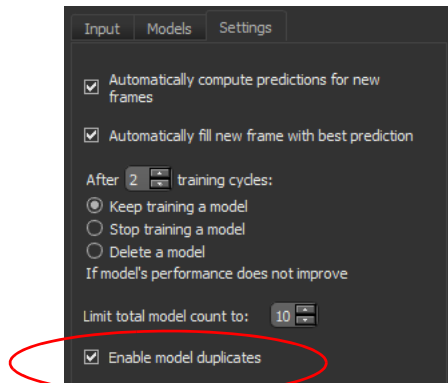 Input Models Settings
Automatically compute predictions for new
frames
Automatically fill new frame with best prediction
After 2 training cycles:
Keep training a model
Stop training a model
Delete a model
If model's performance does not improve
Limit total model count to: 10
Enable model duplicates